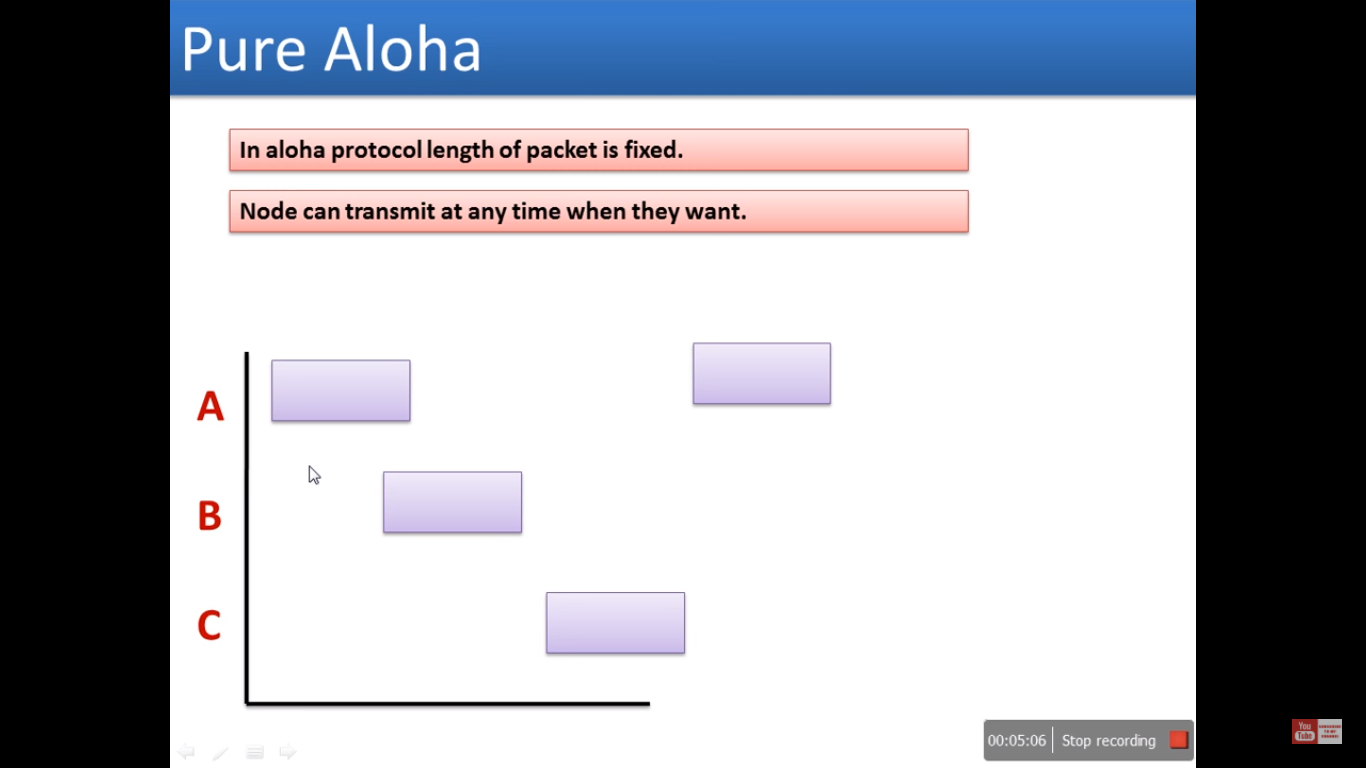 Pure Aloha
In aloha protocol length of packet is fixed.
Node can transmit at any time when they want.
A
B
C
00:05:06 Stop recording
You
Tube